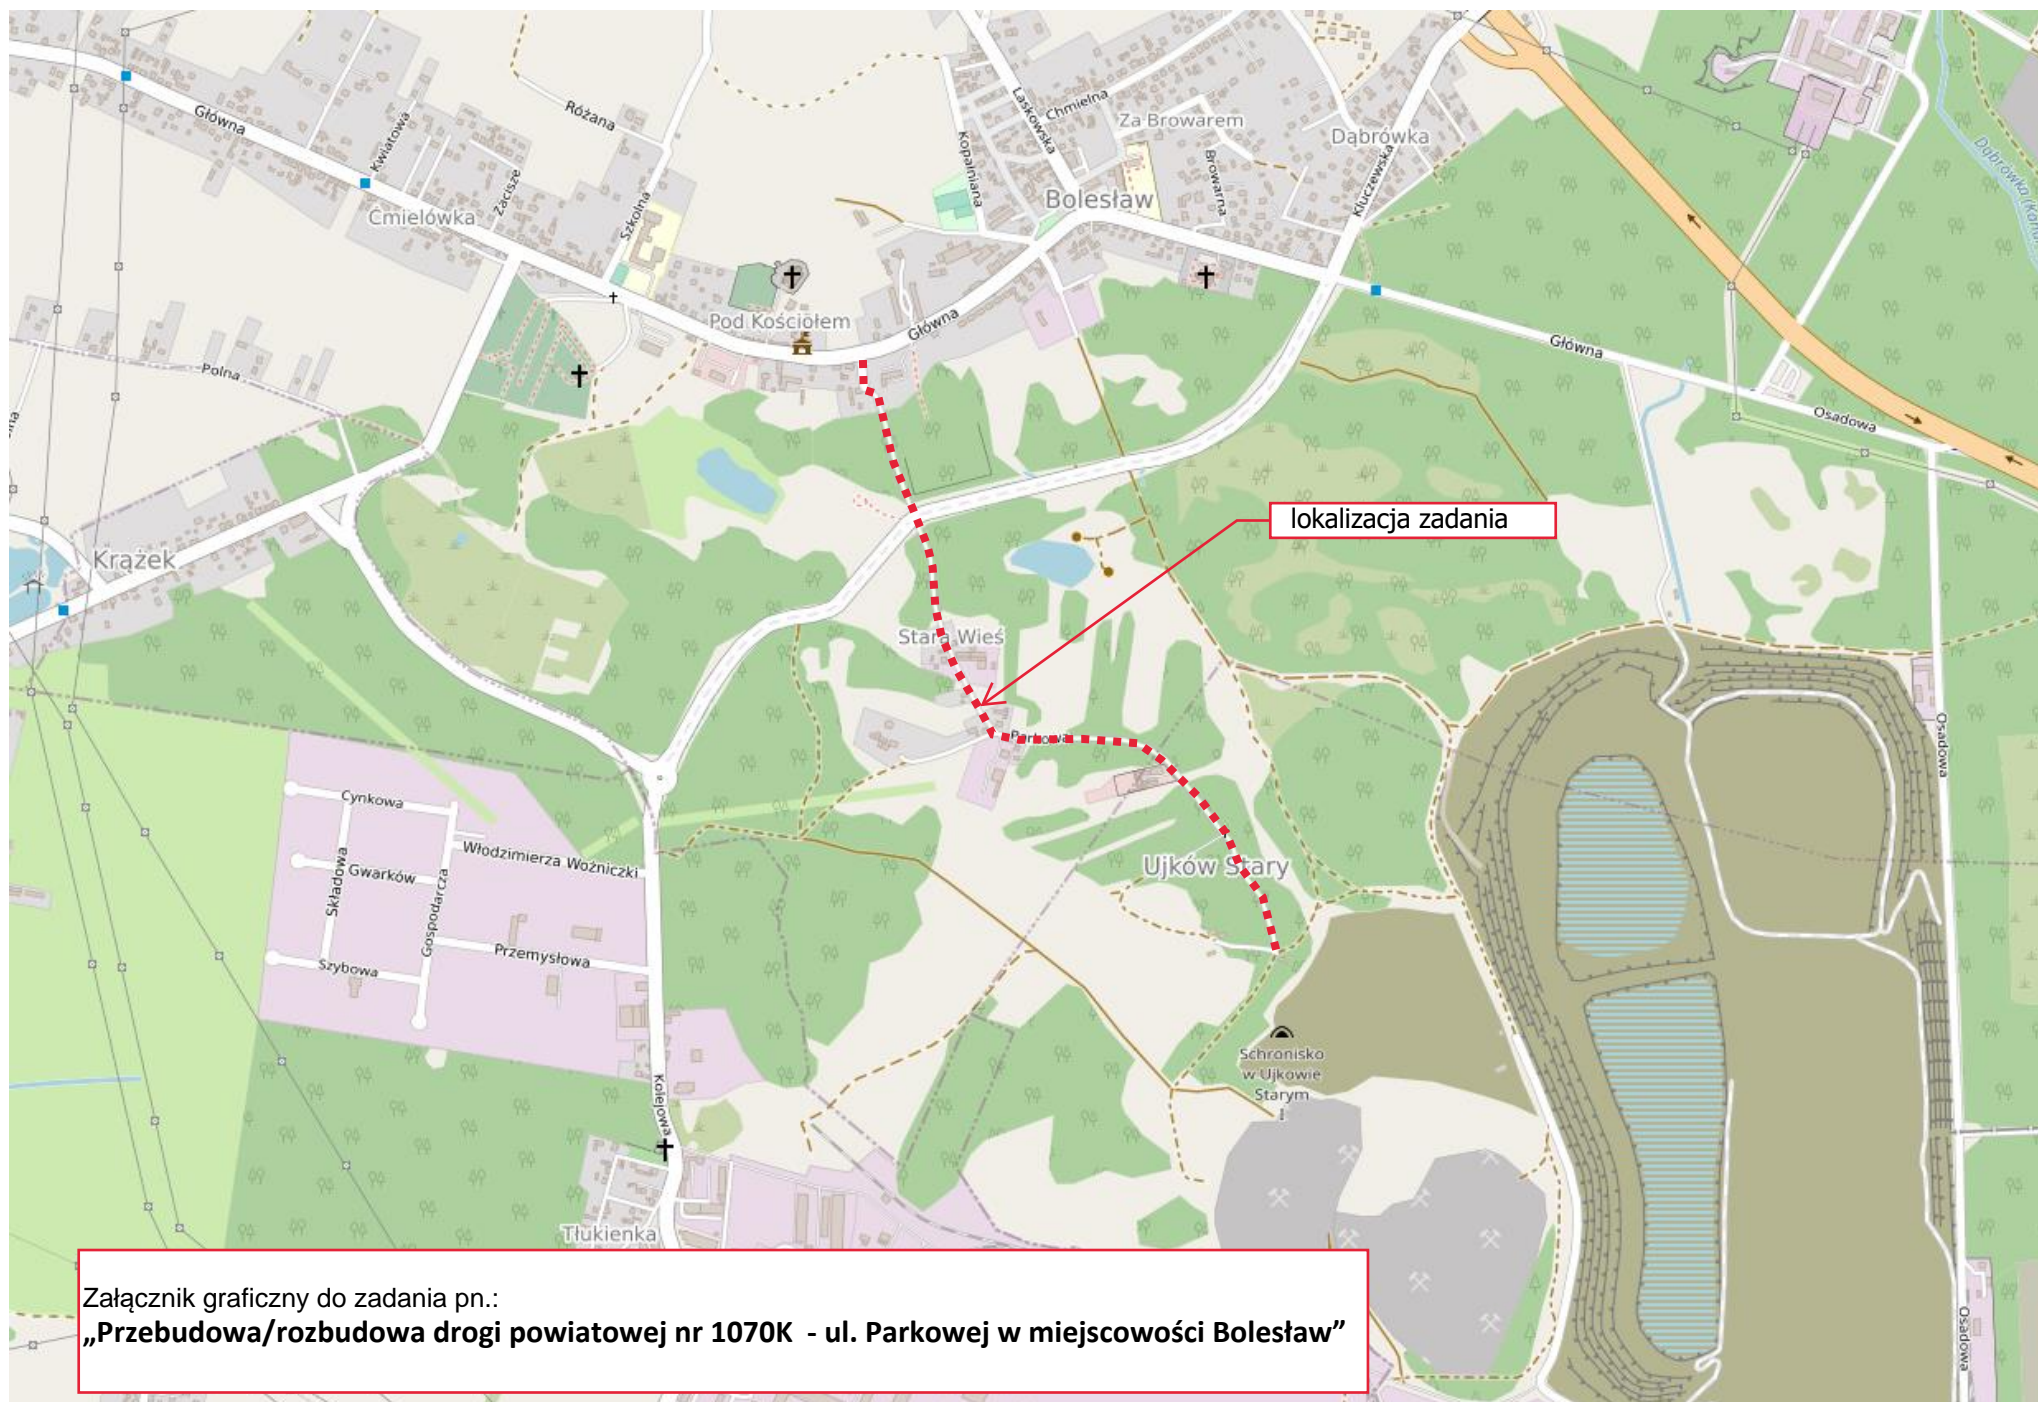 Główna
Kwiatowa
Zacisze
Ćmielówka
Różana
Szkolna
Kopalniana
Laskowska
Chmielna
Za Browarem
Browarna
Dąbrówka
Kluczewska
Bolesław
Pod Kościołem
Główna
Główna
Osadowa
Polna
Krążek
lokalizacja zadania
Stara Wieś
Parkowa
Osadowa
Cynkowa
Składowa
Gwarków
Gospodarcza
Włodzimierza Woźniczki
Przemysłowa
Szybowa
Ujków Stary
Schronisko
w Ujkowie
Starym
I
Kolejowa
Tłukienka
Osadowa
Załącznik graficzny do zadania pn.:
„Przebudowa/rozbudowa drogi powiatowej nr 1070K - ul. Parkowej w miejscowości Bolesław”